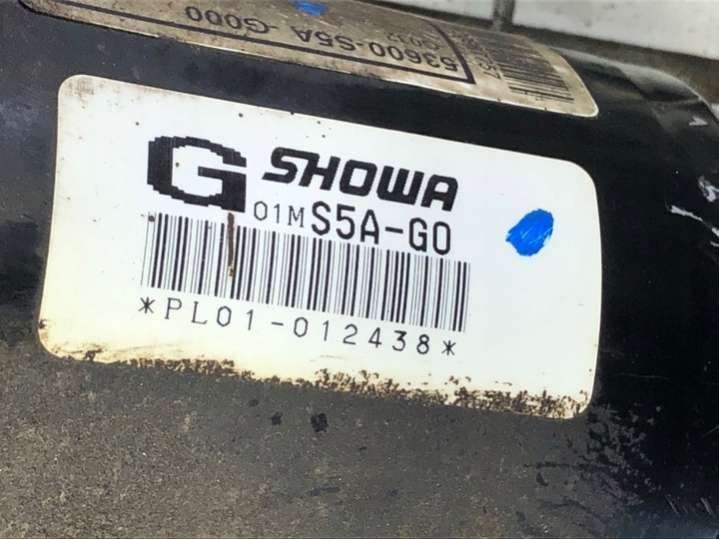 53600-S5A-G000
G SHOWA
01M S5A-G0
*PL01-012438*